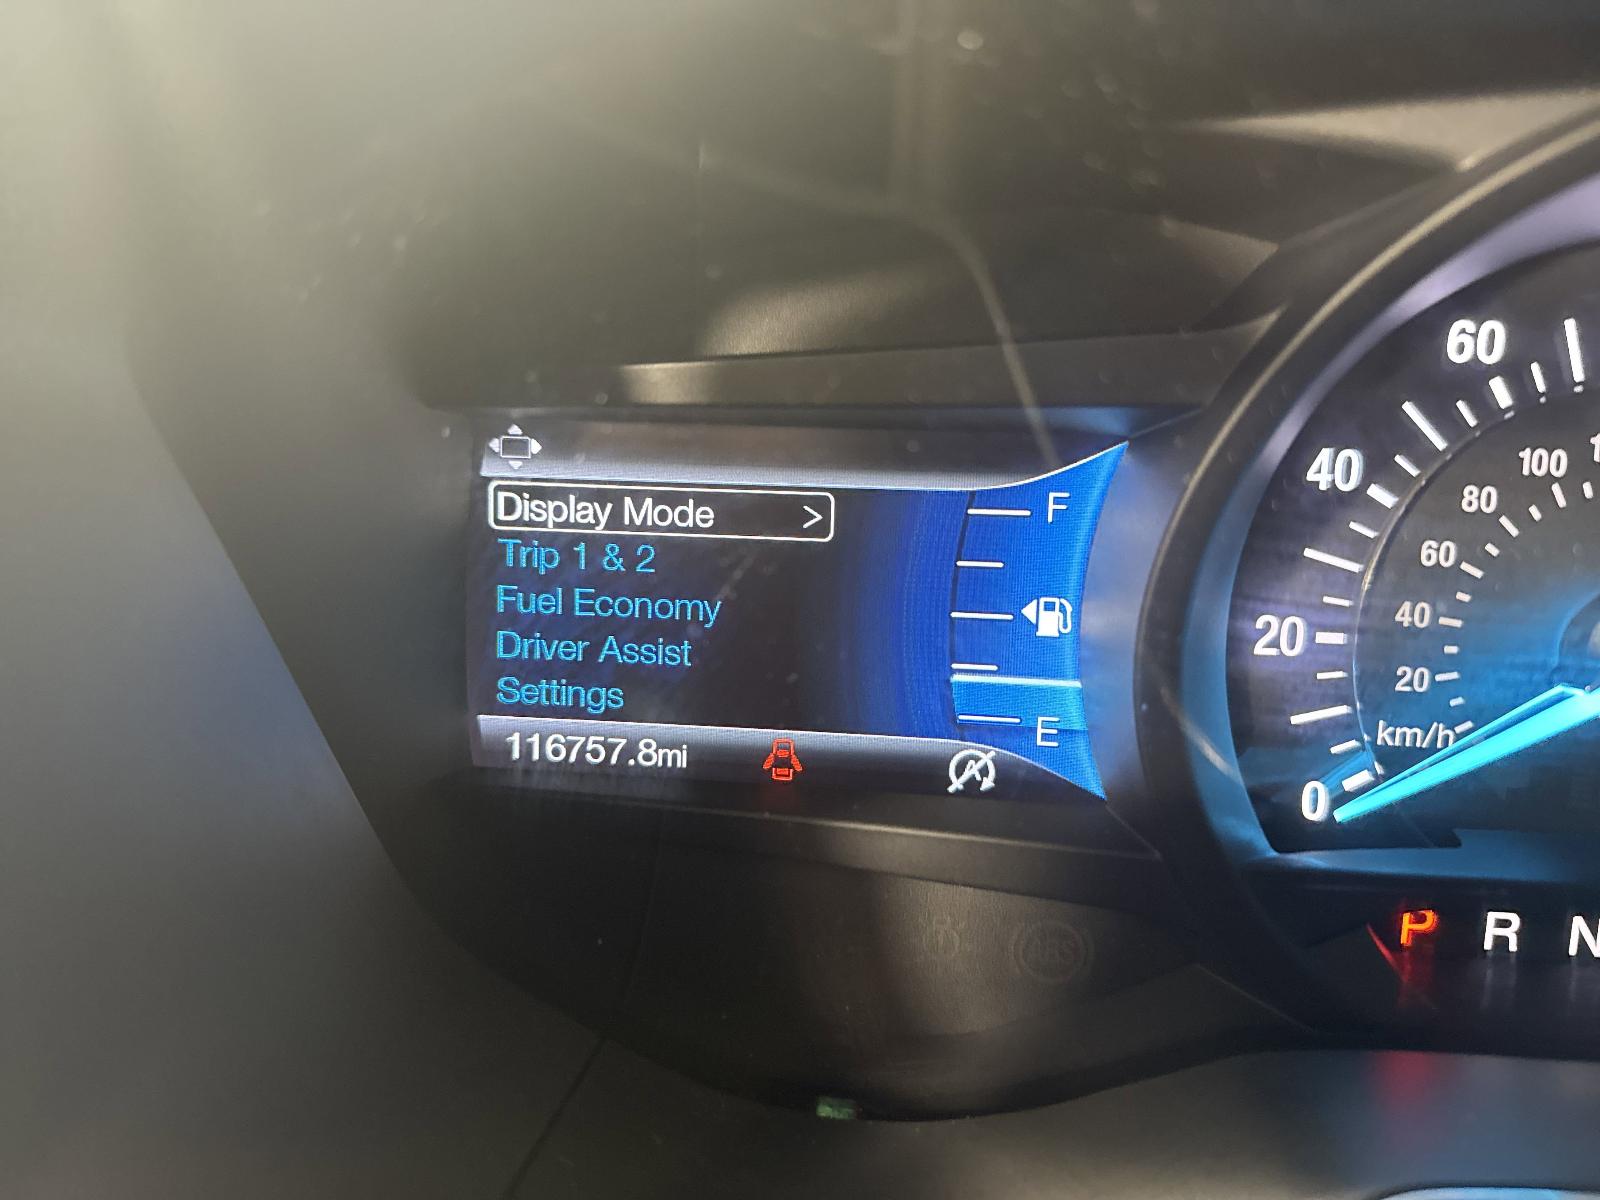 Display Mode >
Trip 1 & 2
Fuel Economy
Driver Assist
Settings
116757.8mi
F
E
A
60
40
20
0
100
80
60
40
20
km/h
P R N
ABS